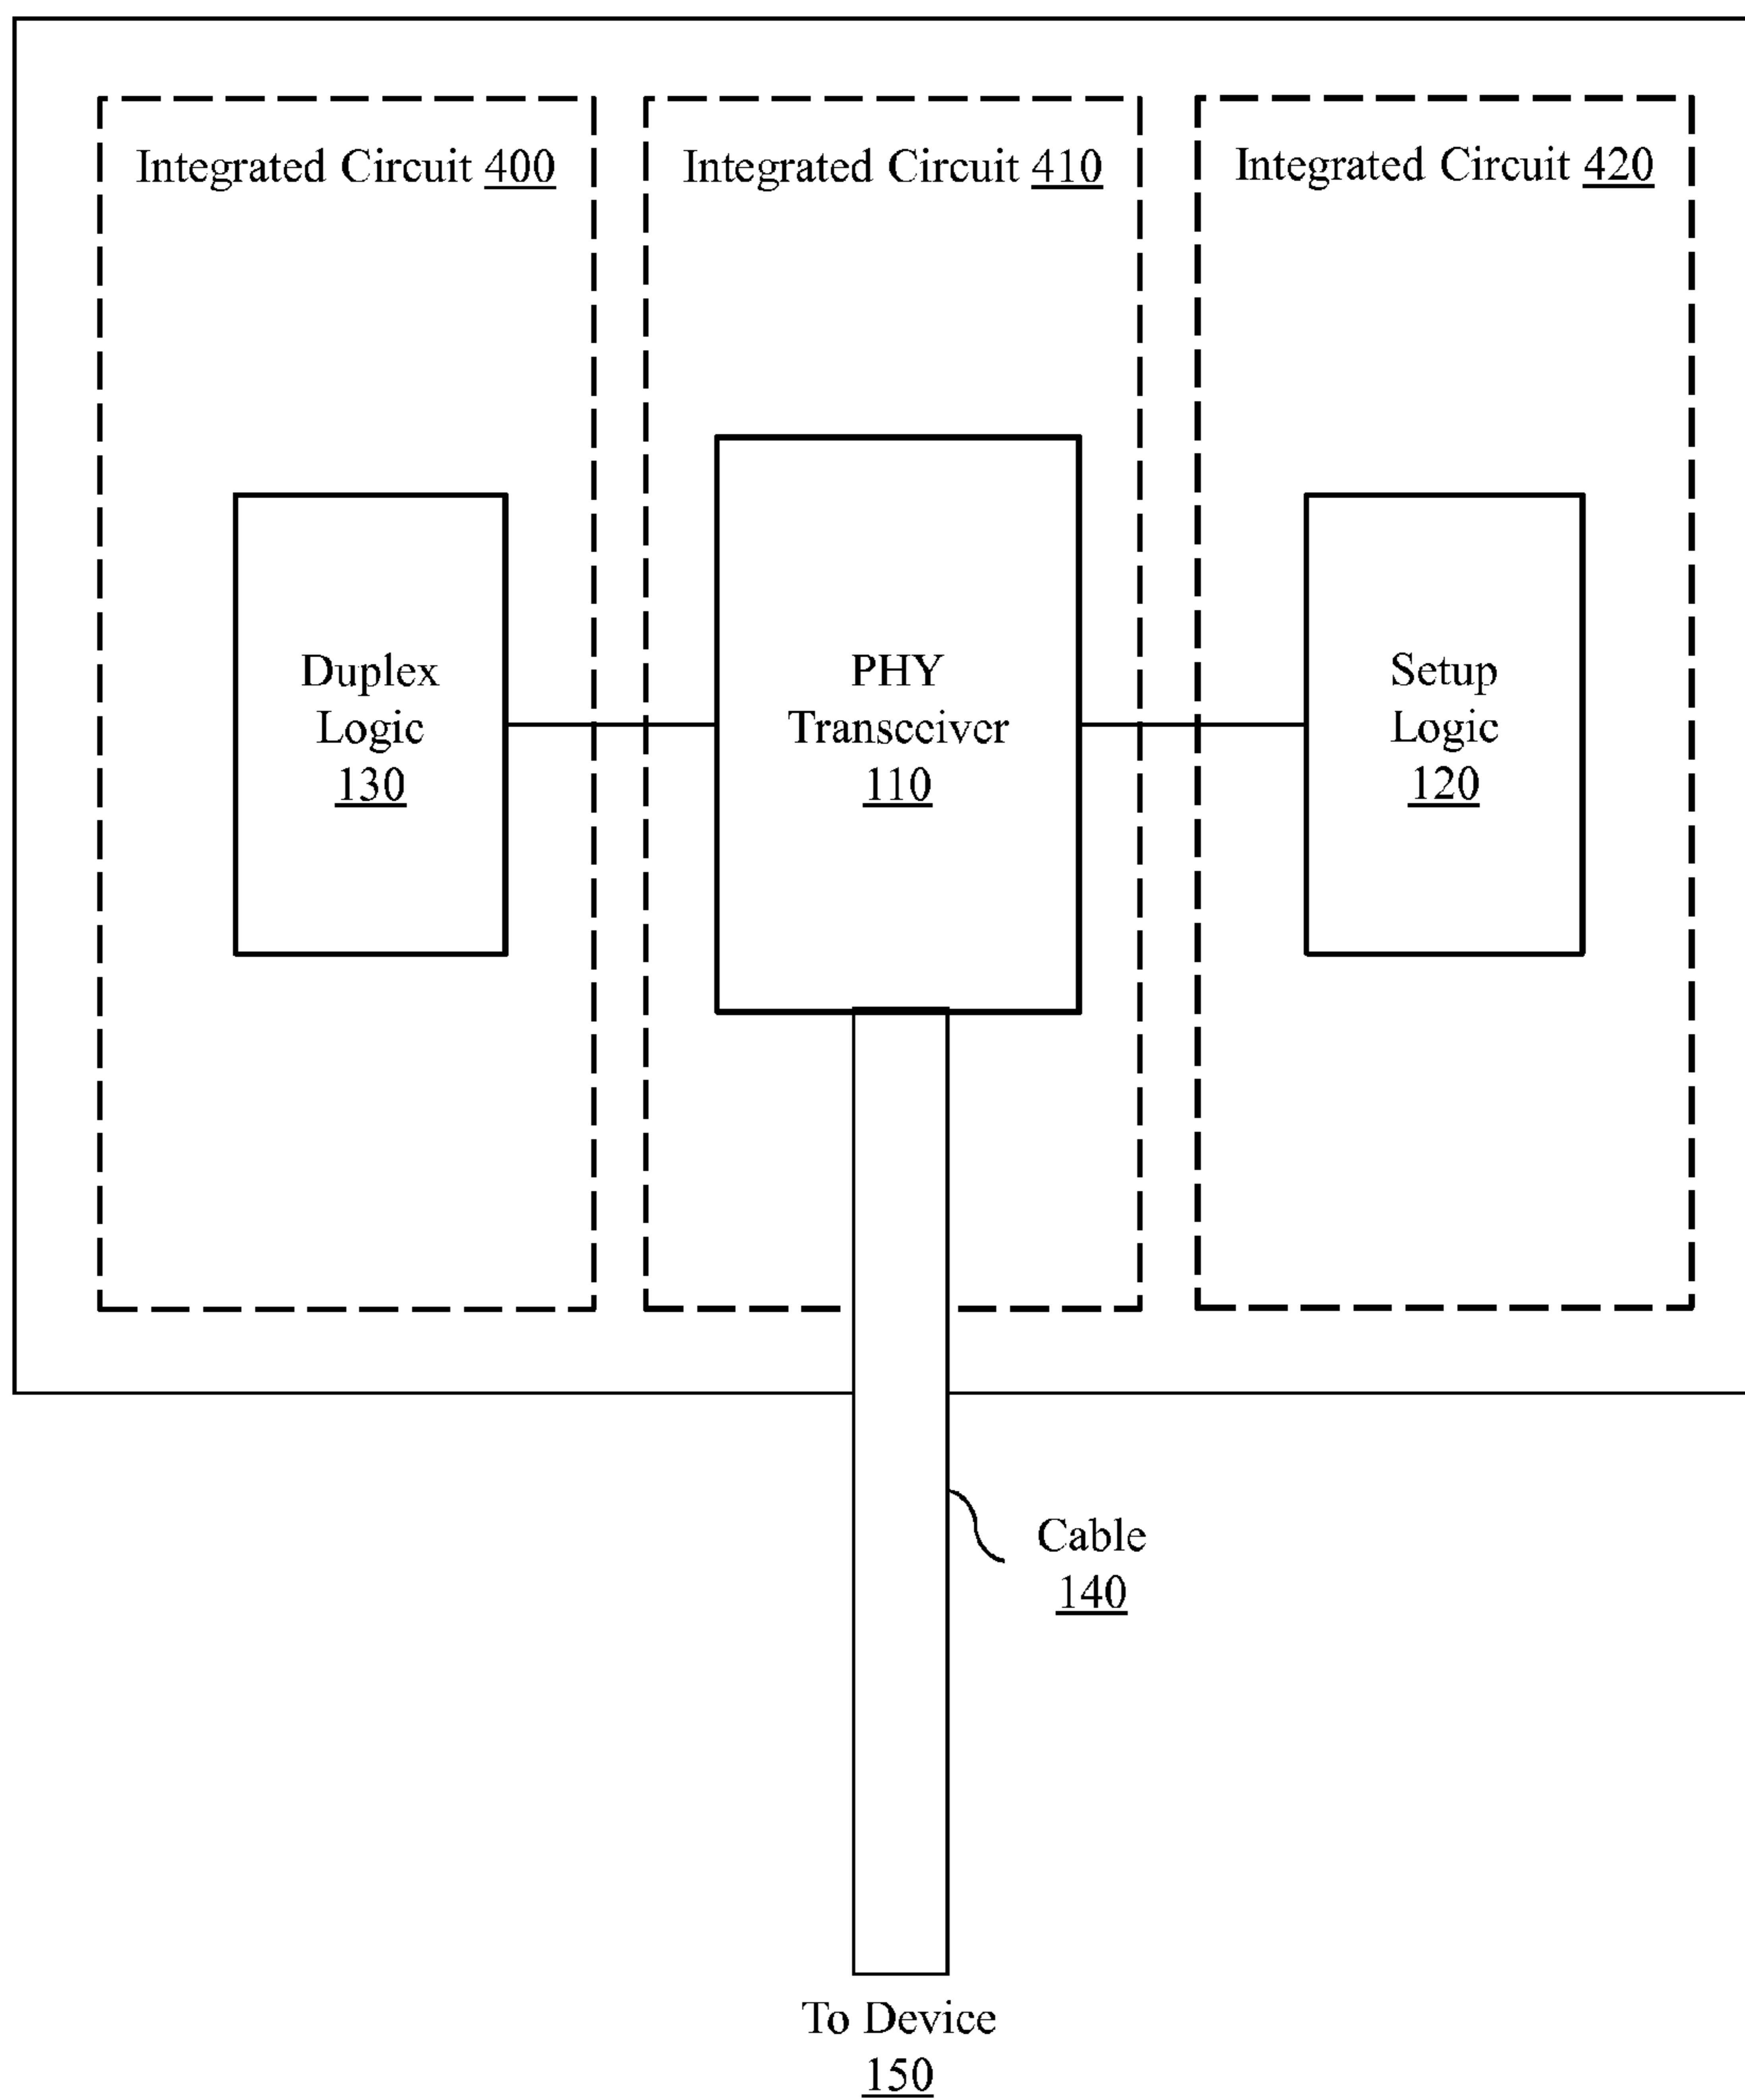 Integrated Circuit 400
Integrated Circuit 410
Integrated Circuit 420
Duplex
Logic
130
PHY
Transceiver
110
Setup
Logic
120
Cable
140
To Device
150